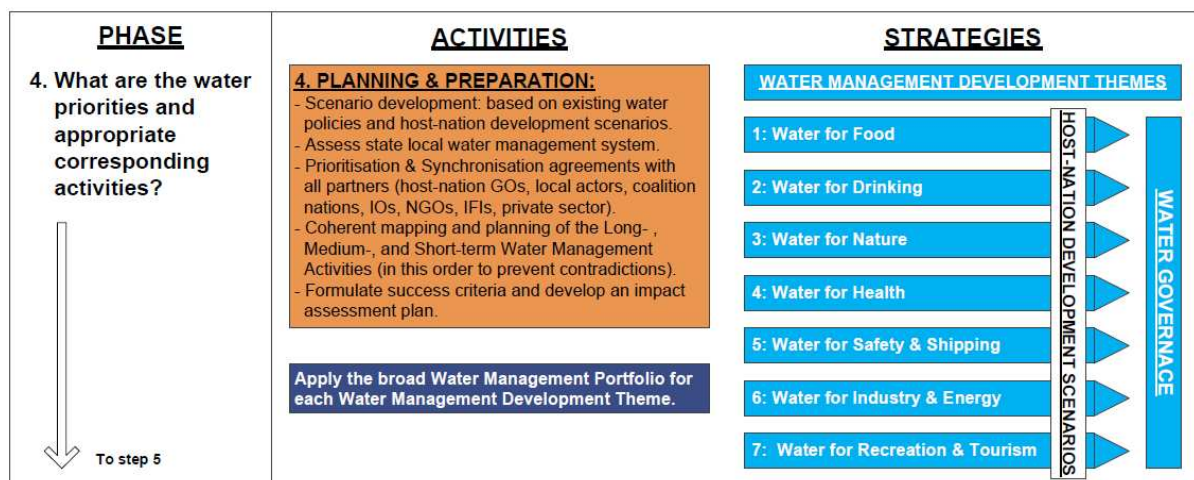 PHASE
4. What are the water
priorities and
appropriate
corresponding
activities?
To step 5
ACTIVITIES
4. PLANNING & PREPARATION:
- Scenario development: based on existing water
policies and host-nation development scenarios.
- Assess state local water management system.
- Prioritisation & Synchronisation agreements with
all partners (host-nation GOs, local actors, coalition
nations, IOs, NGOs, IFIs, private sector).
- Coherent mapping and planning of the Long- ,
Medium-, and Short-term Water Management
Activities (in this order to prevent contradictions).
- Formulate success criteria and develop an impact
assessment plan.
Apply the broad Water Management Portfolio for
each Water Management Development Theme.
STRATEGIES
WATER MANAGEMENT DEVELOPMENT THEMES
1: Water for Food
2: Water for Drinking
3: Water for Nature
4: Water for Health
5: Water for Safety & Shipping
6: Water for Industry & Energy
7: Water for Recreation & Tourism
HOST-NATION DEVELOPMENT SCENARIOS
WATER GOVERNACE